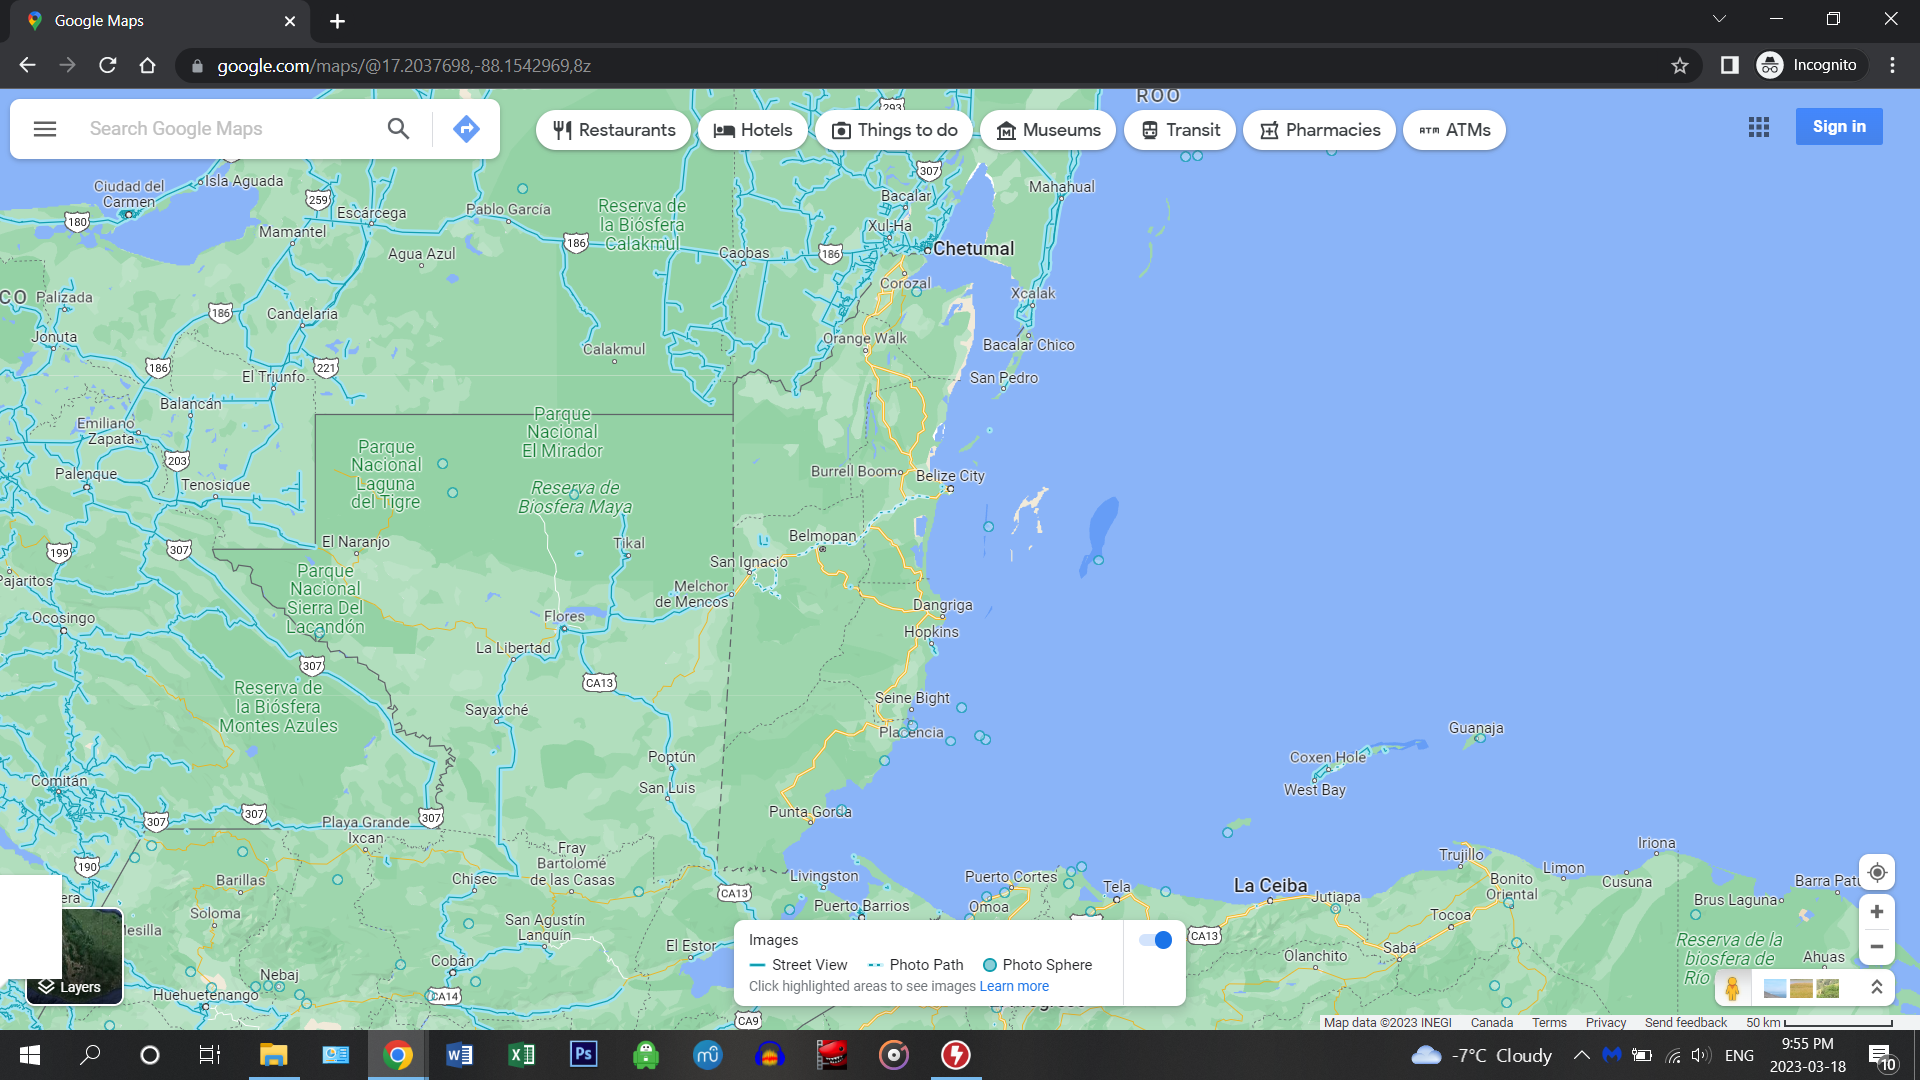 Google Maps
google.com/maps/@17.2037698,-88.1542969,8z
Incognito
Search Google Maps
Restaurants
Hotels
Things to do
Museums
Transit
Pharmacies
ATM
ATMs
Sign in
ROO
293
Ciudad del
Carmen
Isla Aguada
259
Escárcega
180
Mamantel
Pablo García
Reserva de
la Biósfera
Calakmul
186
Agua Azul
Caobas
186
307
Bacalar
Xul-Ha
Chetumal
Mahahual
Corozal
Xcalak
CO
Palizada
186
Candelaria
Jonuta
Orange Walk
Bacalar Chico
Calakmul
186
221
El Triunfo
San Pedro
Balancán
Emiliano
Zapata
Parque
Nacional
El Mirador
Parque
Nacional
Laguna
del Tigre
203
Palenque
Tenosique
Burrell Boom
Belize City
Reserva de
Biosfera Maya
199
307
El Naranjo
Tikal
Belmopan
San Ignacio
Pajaritos
Parque
Nacional
Sierra Del
Lacandón
Melchor
de Mencos
Ocosingo
Flores
Dangriga
Hopkins
La Libertad
307
CA13
Reserva de
la Biósfera
Montes Azules
Sayaxché
Seine Bight
Placencia
Guanaja
Coxen Hole
West Bay
Poptún
San Luis
Comitán
307
307
307
Playa Grande
Ixcan
Punta Gorda
190
Barillas
Chisec
Fray
Bartolomé
de las Casas
CA13
Livingston
Puerto Barrios
Puerto Cortes
Omoa
Tela
La Ceiba
Jutiapa
Trujillo
Limon
Iriona
Cusuna
Bonito
Oriental
Brus Laguna
Barra Patu
Soloma
San Agustín
Lanquín
El Estor
CA13
Olanchito
Sabá
Tocoa
Reserva de la
biosfera de
Río
Ahuas
Nebaj
Cobán
Huehuetenango
CA14
CA9
Layers
Images
Street View
Photo Path
Photo Sphere
Click highlighted areas to see images Learn more
Map data ©2023 INEGI
Canada
Terms
Privacy
Send feedback
50 km
W
X
Ps
-7°C Cloudy
ENG
9:55 PM
2023-03-18
10